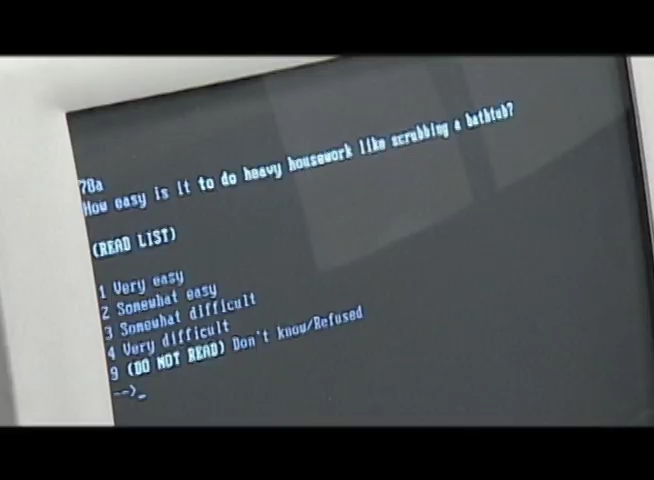 78a
How easy is it to do heavy housework like scrubbing a bathtub?
(READ LIST)
1 Very easy
2 Somewhat easy
3 Somewhat difficult
4 Very difficult
9 (DO NOT READ) Don't know/Refused
-->_